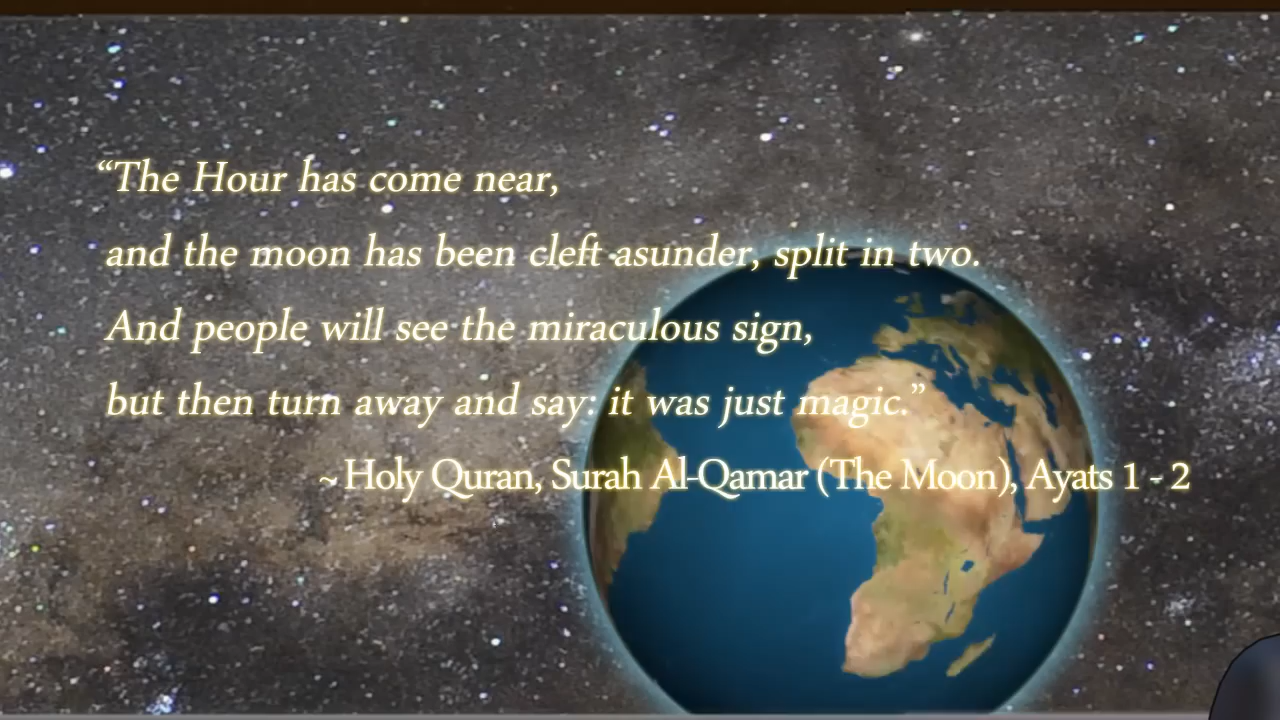 “The Hour has come near,
and the moon has been cleft asunder, split in two.
And people will see the miraculous sign,
but then turn away and say: it was just magic.”
~ Holy Quran, Surah Al-Qamar (The Moon), Ayats 1 - 2